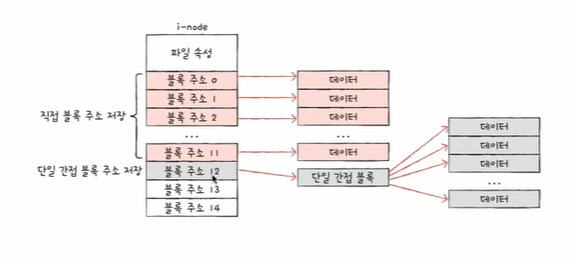 i-node
파일 속성
블록 주소 0
데이터
블록 주소 1
데이터
블록 주소 2
데이터
직접 블록 주소 저장
...
...
블록 주소 11
데이터
단일 간접 블록 주소 저장
블록 주소 12
단일 간접 블록
블록 주소 13
블록 주소 14
데이터
데이터
데이터
...
데이터